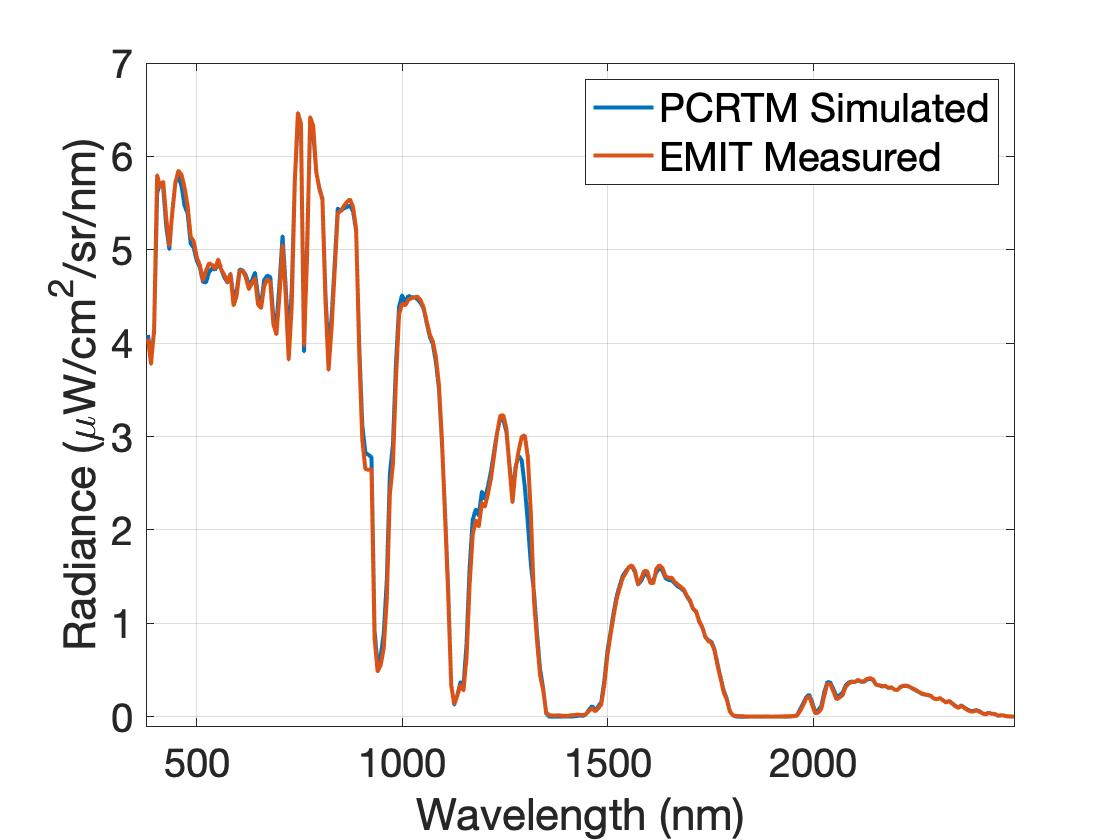 7
6
5
4
3
2
1
0
Radiance (μW/cm²/sr/nm)
PCRTM Simulated
EMIT Measured
500 1000 1500 2000
Wavelength (nm)